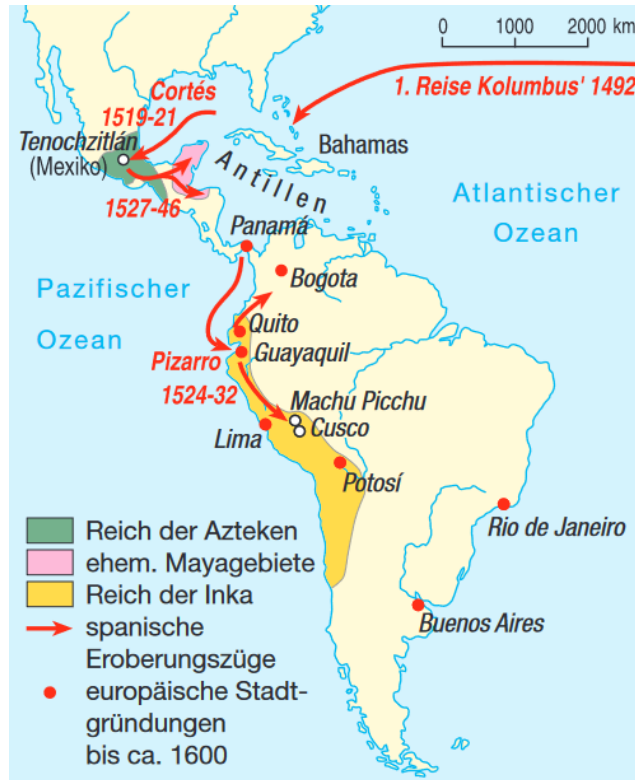 0 1000 2000 km
1. Reise Kolumbus' 1492
Cortés
1519-21
Tenochzitlán
(Mexiko)
Bahamas
Antillen
1527-46
Atlantischer
Ozean
Panamá
Bogota
Pazifischer
Ozean
Quito
Guayaquil
Pizarro
1524-32
Machu Picchu
Cusco
Lima
Potosí
Rio de Janeiro
Buenos Aires
Reich der Azteken
ehem. Mayagebiete
Reich der Inka
spanische
Eroberungszüge
europäische Stadt-
gründungen
bis ca. 1600